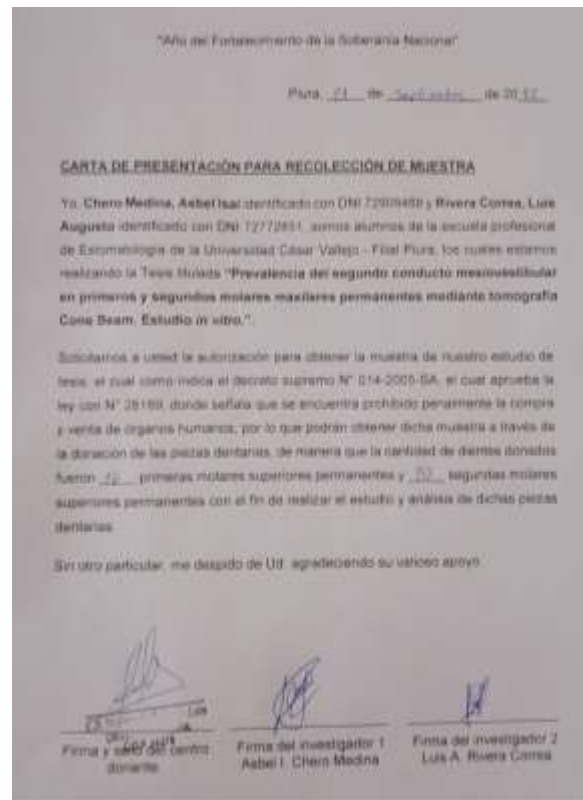 "Año del Fortalecimiento de la Soberanía Nacional"
Piura, de Septiembre de 20
CARTA DE PRESENTACIÓN PARA RECOLECCIÓN DE MUESTRA
Yo, Chero Medina, Asbel Isai identificado con DNI y Rivera Correa, Luis
Augusto identificado con DNI somos alumnos de la escuela profesional
de Estomatología de la Universidad César Vallejo - Filial Piura, los cuales estamos
realizando la Tesis titulada "Prevalencia del segundo conducto mesiovestibular
en primeros y segundos molares maxilares permanentes mediante tomografía
Cone Beam. Estudio in vitro.".
Solicitamos a usted la autorización para obtener la muestra de nuestro estudio de
tesis, el cual como indica el decreto supremo N° 014-2005-SA, el cual aprueba la
ley con N° 28189, donde señala que se encuentra prohibido penalmente la compra
y venta de órganos humanos, por lo que podrán obtener dicha muestra a través de
la donación de las piezas dentarias, de manera que la cantidad de dientes donados
fueron primeras molares superiores permanentes y segundas molares
superiores permanentes con el fin de realizar el estudio y análisis de dichas piezas
dentarias.
Sin otro particular, me despido de Ud. agradeciendo su valioso apoyo.
Firma y sello del centro
donante
Firma del investigador 1
Asbel I. Chero Medina
Firma del investigador 2
Luis A. Rivera Correa